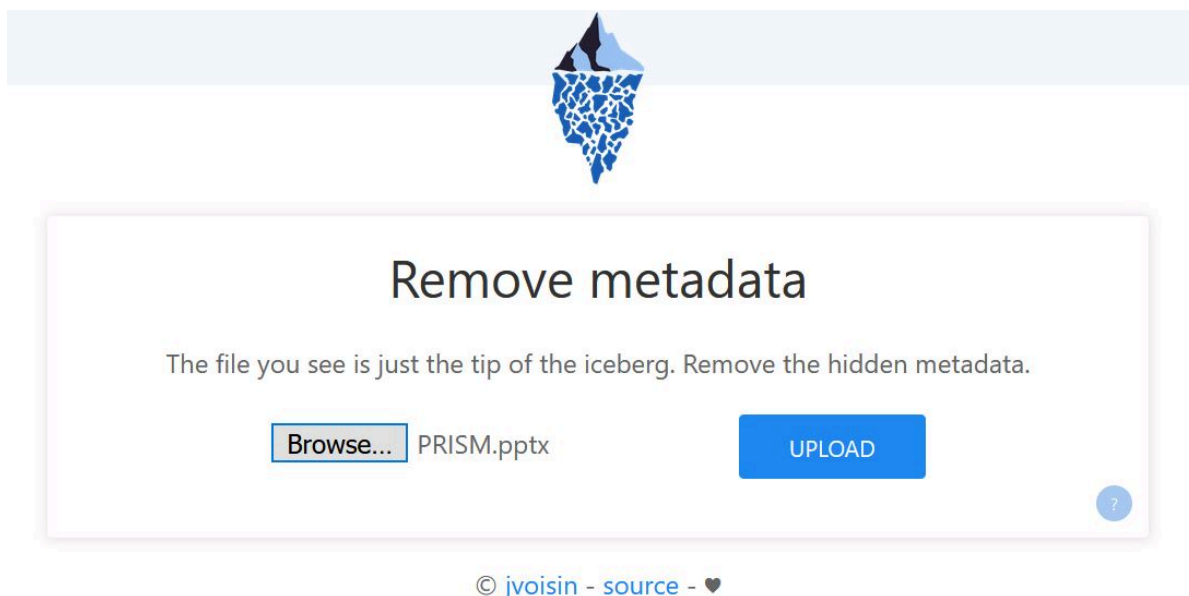 Remove metadata
The file you see is just the tip of the iceberg. Remove the hidden metadata.
Browse... PRISM.pptx UPLOAD
?
© jvoisin - source - ♥